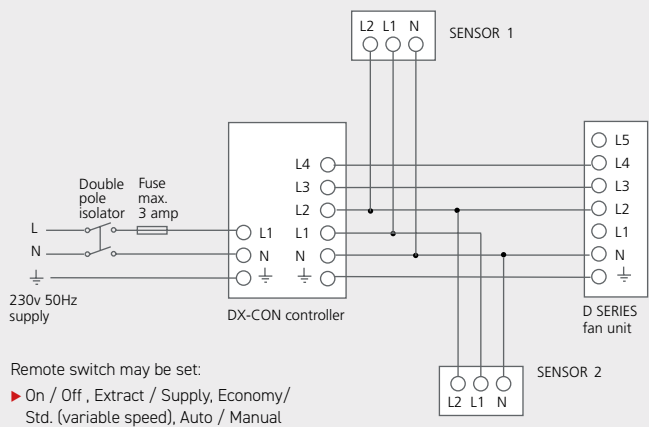 L2 L1 N
SENSOR 1
L5
L4 L4
L3 L3
Double
pole
isolator
Fuse
max.
3 amp
L2 L2
L L1 L1 L1
N N N N
230v 50Hz
supply
DX-CON controller
D SERIES
fan unit
Remote switch may be set:
On / Off , Extract / Supply, Economy/
Std. (variable speed), Auto / Manual
SENSOR 2
L2 L1 N